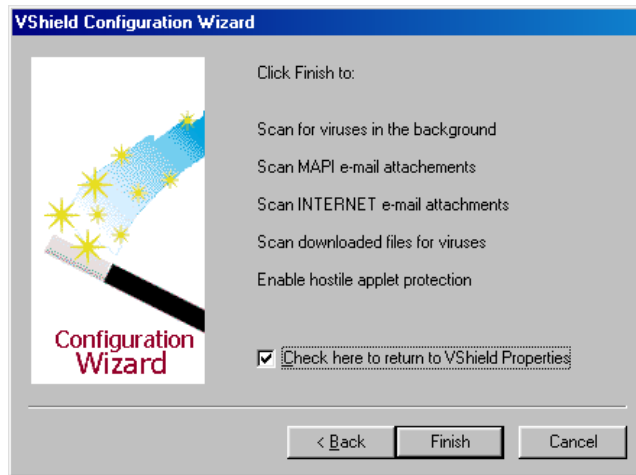 VShield Configuration Wizard
Click Finish to:
Scan for viruses in the background
Scan MAPI e-mail attachements
Scan INTERNET e-mail attachments
Scan downloaded files for viruses
Enable hostile applet protection
Configuration
Wizard
Check here to return to VShield Properties
< Back
Finish
Cancel